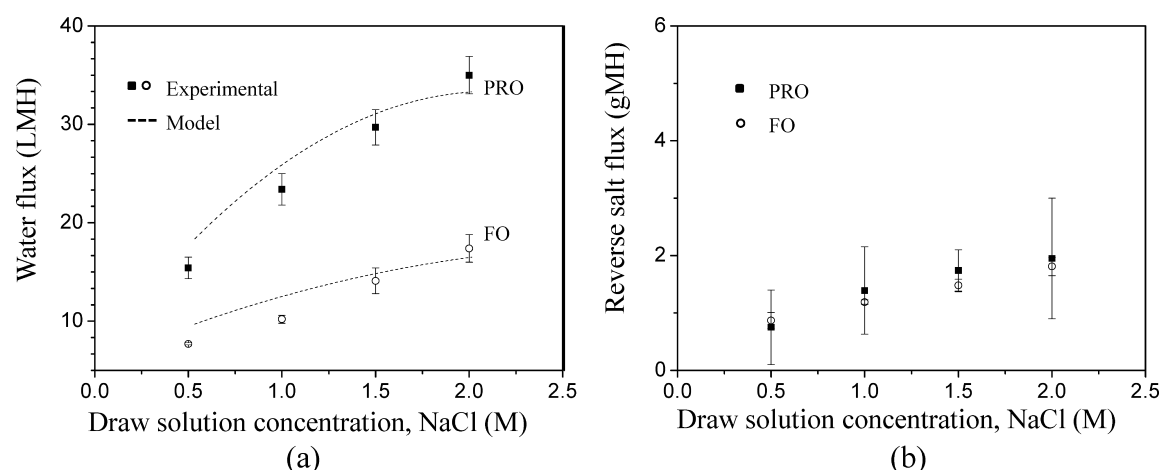 40
30
20
10
Water flux (LMH)
Experimental
Model
PRO
FO
0.0 0.5 1.0 1.5 2.0 2.5
Draw solution concentration, NaCl (M)
(a)
6
4
2
0
Reverse salt flux (gMH)
PRO
FO
0.0 0.5 1.0 1.5 2.0 2.5
Draw solution concentration, NaCl (M)
(b)